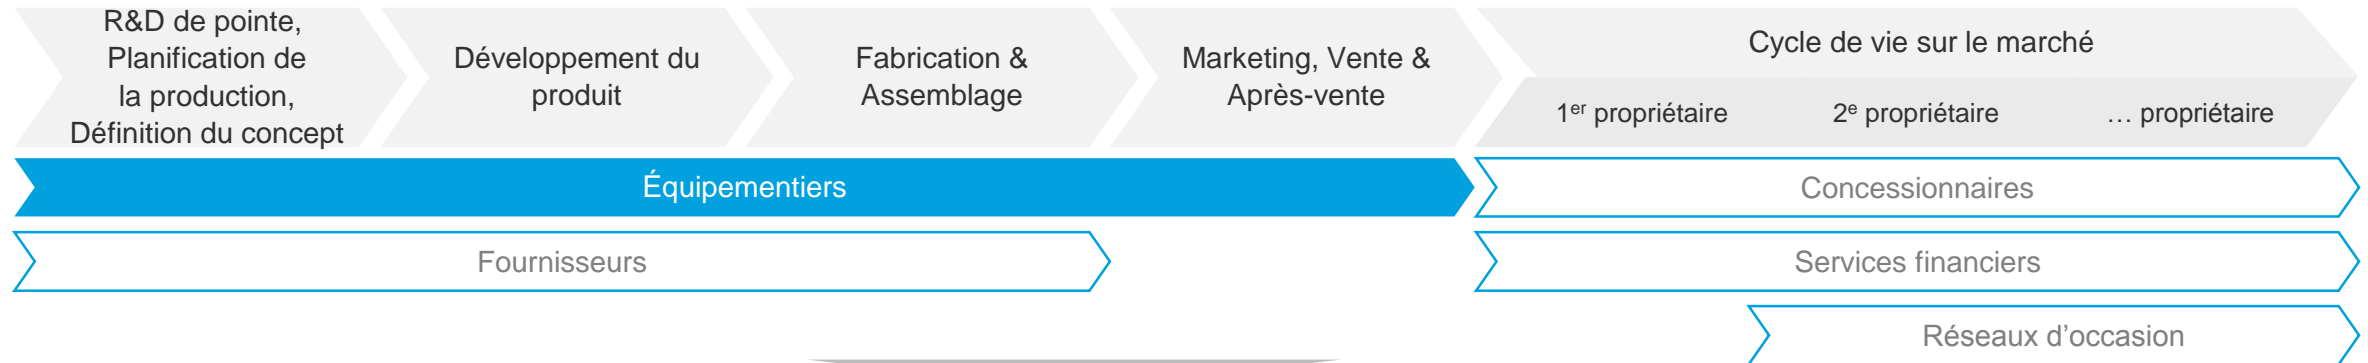 R&D de pointe,
Planification de
la production,
Définition du concept
Développement du
produit
Fabrication &
Assemblage
Marketing, Vente &
Après-vente
Cycle de vie sur le marché
1er propriétaire
2e propriétaire
… propriétaire
Équipementiers
Concessionnaires
Fournisseurs
Services financiers
Réseaux d’occasion